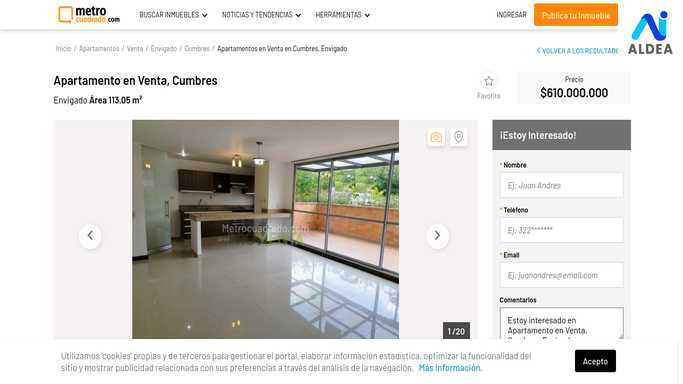 metro
cuadrado.com
BUSCAR INMUEBLES
NOTICIAS Y TENDENCIAS
HERRAMIENTAS
INGRESAR
Publica tu Inmueble
Inicio / Apartamentos / Venta / Envigado / Cumbres / Apartamentos en Venta en Cumbres, Envigado
VOLVER A LOS RESULTAD
ALDEA
Apartamento en Venta, Cumbres
Envigado Área 113.05 m²
Favorito
Precio
$610.000.000
Metrocuadrado.com
1 / 20
¡Estoy Interesado!
* Nombre
Ej: Juan Andres
* Teléfono
Ej: 322*******
* Email
Ej: juanandres@email.com
Comentarios
Estoy interesado en
Apartamento en Venta,
Utilizamos 'cookies' propias y de terceros para gestionar el portal, elaborar información estadística, optimizar la funcionalidad del
sitio y mostrar publicidad relacionada con sus preferencias a través del análisis de la navegación. Más Información.
Acepto